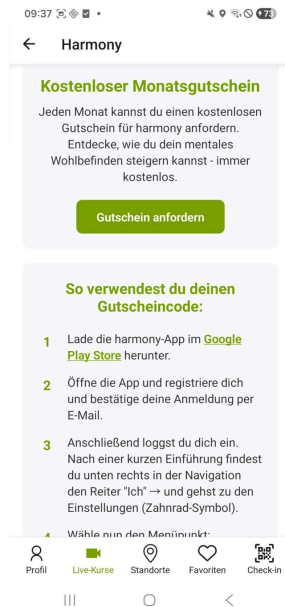 09:37
73
Harmony
Kostenloser Monatsgutschein
Jeden Monat kannst du einen kostenlosen
Gutschein für harmony anfordern.
Entdecke, wie du dein mentales
Wohlbefinden steigern kannst - immer
kostenlos.
Gutschein anfordern
So verwendest du deinen
Gutscheincode:
1 Lade die harmony-App im Google
Play Store herunter.
2 Öffne die App und registriere dich
und bestätige deine Anmeldung per
E-Mail.
3 Anschließend loggst du dich ein.
Nach einer kurzen Einführung findest
du unten rechts in der Navigation
den Reiter "Ich" → und gehst zu den
Einstellungen (Zahnrad-Symbol).
4 Wähle nun den Menüpunkt:
Profil
Live-Kurse
Standorte
Favoriten
Check-in